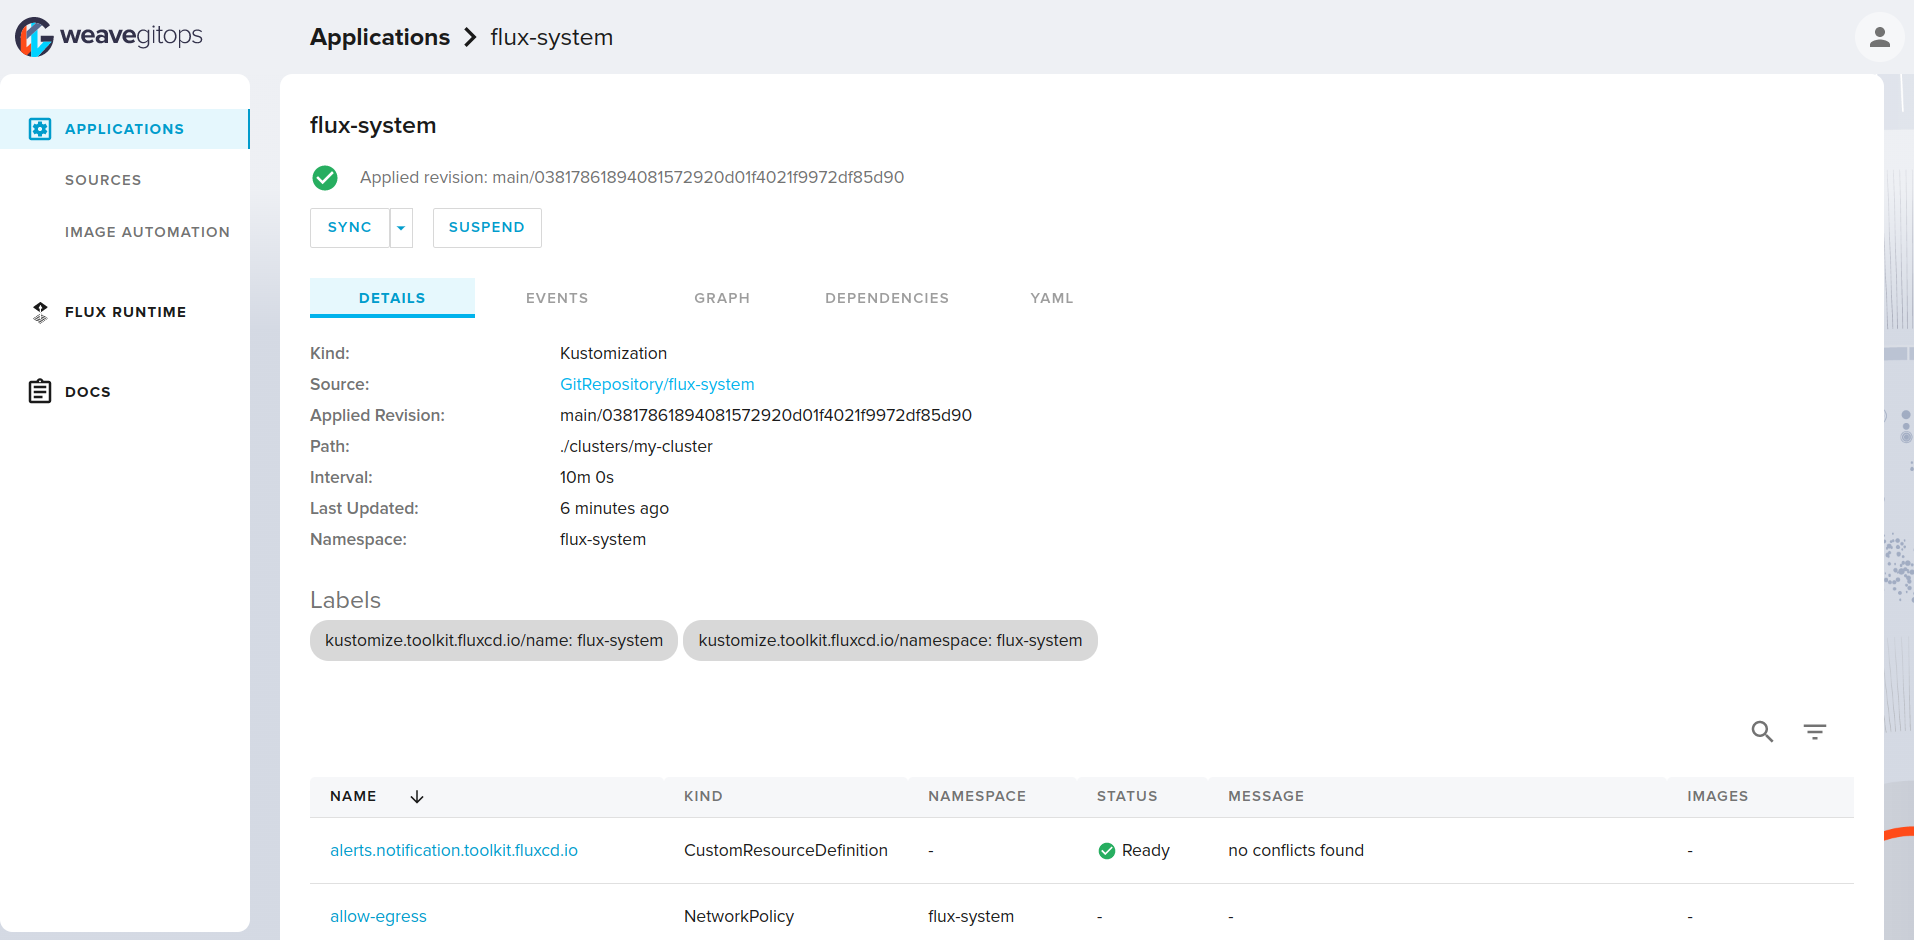 weavegitops
Applications flux-system
APPLICATIONS
SOURCES
IMAGE AUTOMATION
FLUX RUNTIME
DOCS
flux-system
Applied revision: main/03817861894081572920d01f4021f9972df85d90
SYNC SUSPEND
DETAILS EVENTS GRAPH DEPENDENCIES YAML
Kind: Kustomization
Source: GitRepository/flux-system
Applied Revision: main/03817861894081572920d01f4021f9972df85d90
Path: ./clusters/my-cluster
Interval: 10m 0s
Last Updated: 6 minutes ago
Namespace: flux-system
Labels
kustomize.toolkit.fluxcd.io/name: flux-system kustomize.toolkit.fluxcd.io/namespace: flux-system
NAME KIND NAMESPACE STATUS MESSAGE IMAGES
alerts.notification.toolkit.fluxcd.io CustomResourceDefinition - Ready no conflicts found -
allow-egress NetworkPolicy flux-system - - -